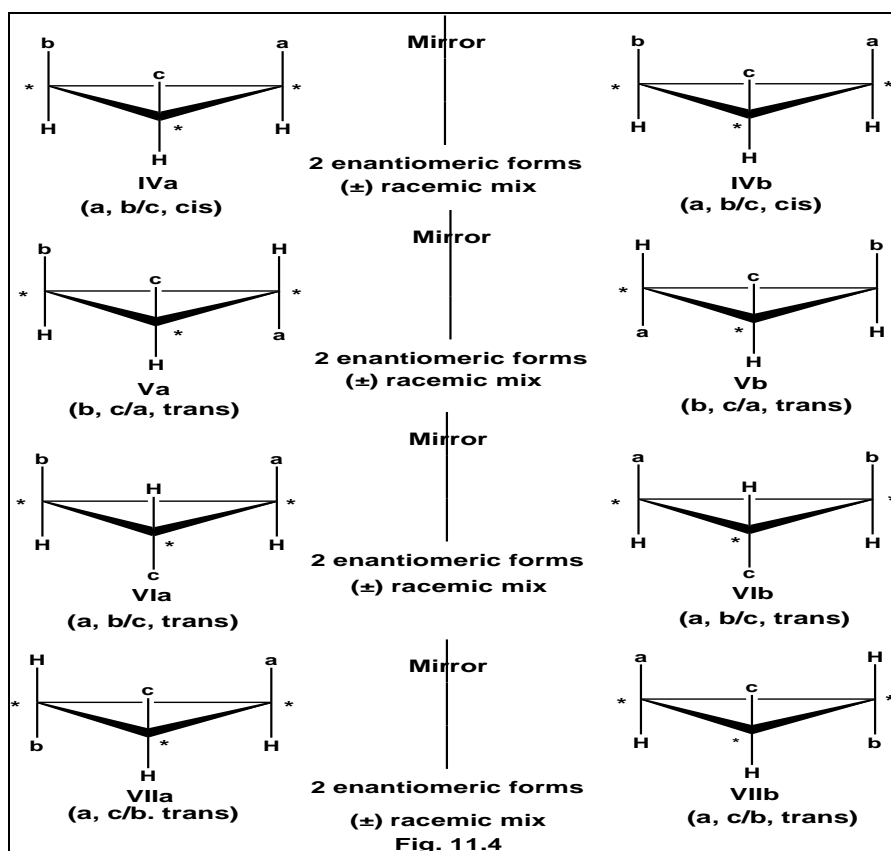 b a Mirror b a
* c * * c *
H * H H * H
H H
2 enantiomeric forms
IVa IVb
(±) racemic mix
(a, b/c, cis) (a, b/c, cis)
Mirror
b H H b
* c * * c *
H * a a * H
H H
2 enantiomeric forms
Va (±) racemic mix Vb
(b, c/a, trans) (b, c/a, trans)
Mirror
b a a b
* H * * H *
H * H H * H
2 enantiomeric forms
c c
VIa (±) racemic mix VIb
(a, b/c, trans) (a, b/c, trans)
H a Mirror a H
* c * * c *
b * H H * b
H H
2 enantiomeric forms
VIIa VIIb
(a, c/b. trans) (a, c/b, trans)
(±) racemic mix
Fig. 11.4